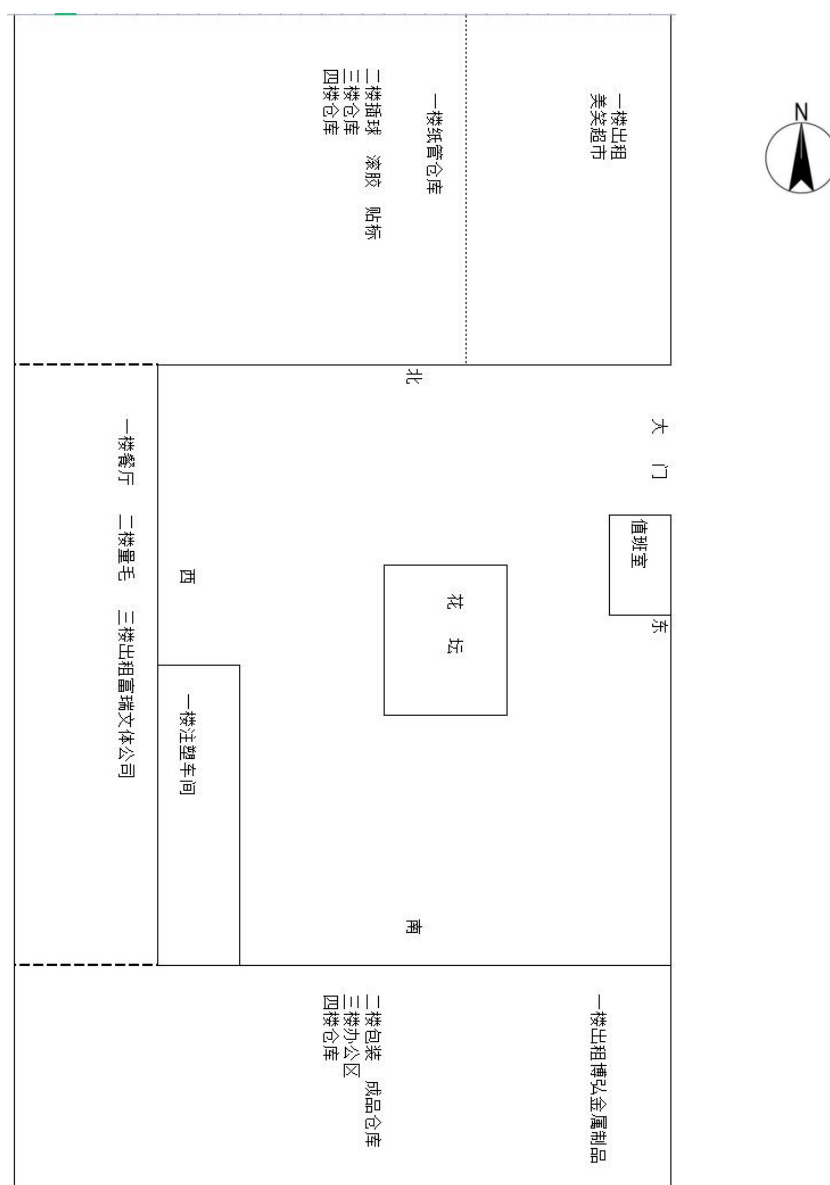 N
一楼出租
美笑超市
一楼纸管仓库
二楼插球 滚胶 贴标
三楼仓库
四楼仓库
北
大 门
值班室
东
花 坛
西
一楼餐厅 二楼量毛 三楼出租富瑞文体公司
一楼注塑车间
南
一楼出租博弘金属制品
二楼包装 成品仓库
三楼办公区
四楼仓库